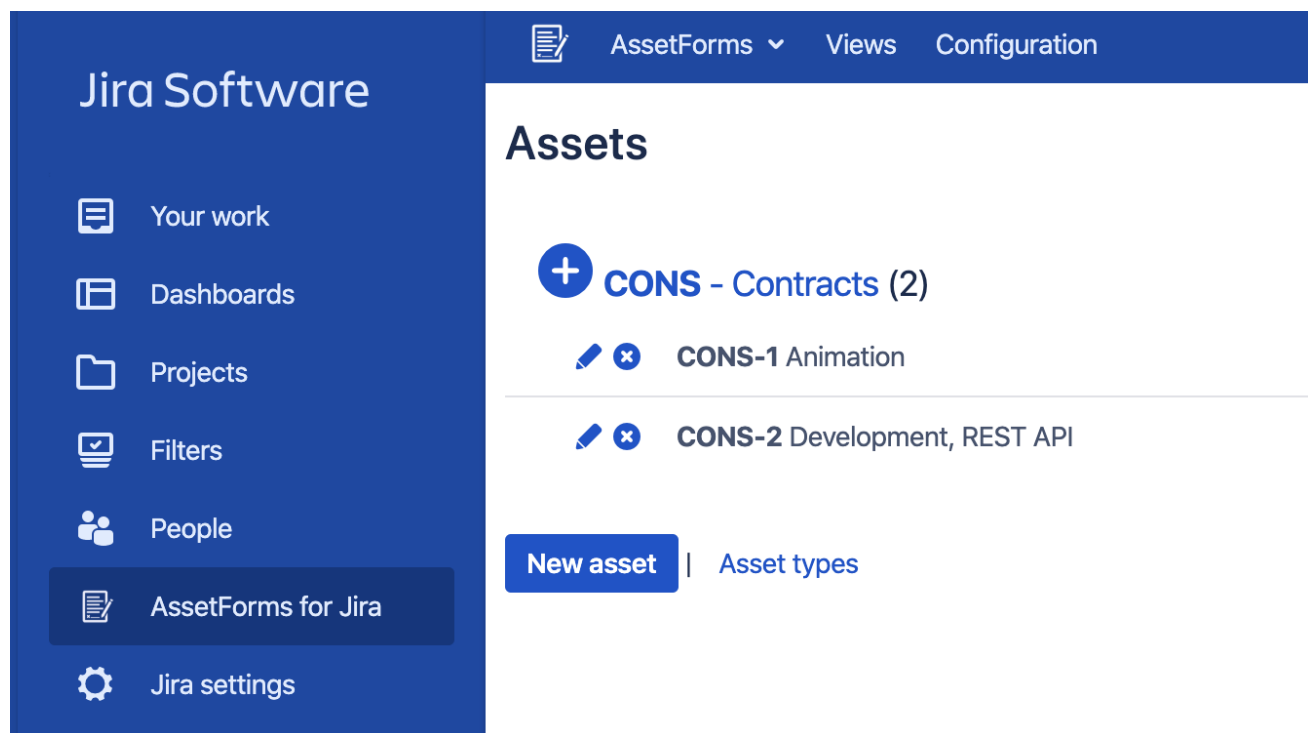 Jira Software
Your work
Dashboards
Projects
Filters
People
AssetForms for Jira
Jira settings
AssetForms Views Configuration
Assets
CONS - Contracts (2)
CONS-1 Animation
CONS-2 Development, REST API
New asset | Asset types